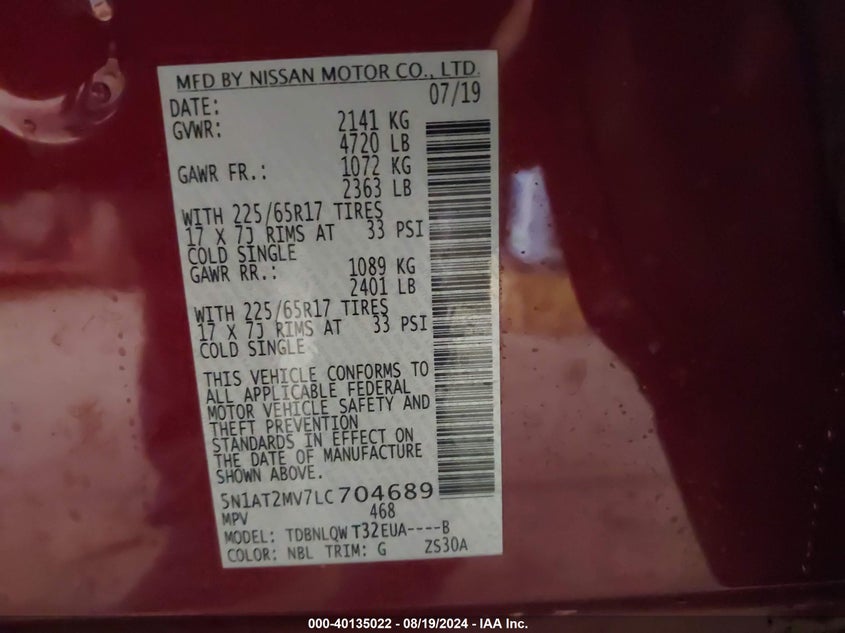 MFD BY NISSAN MOTOR CO., LTD.
DATE: 07/19
GVWR: 2141 KG
4720 LB
GAWR FR.: 1072 KG
2363 LB
WITH 225/65R17 TIRES
17 X 7J RIMS AT 33 PSI
COLD SINGLE
GAWR RR.: 1089 KG
2401 LB
WITH 225/65R17 TIRES
17 X 7J RIMS AT 33 PSI
COLD SINGLE
THIS VEHICLE CONFORMS TO
ALL APPLICABLE FEDERAL
MOTOR VEHICLE SAFETY AND
THEFT PREVENTION
STANDARDS IN EFFECT ON
THE DATE OF MANUFACTURE
SHOWN ABOVE.
5N1AT2MV7LC704689
MPV 468
MODEL: TDBNLQW T32EUA----B
COLOR: NBL TRIM: G ZS30A
000-40135022 - 08/19/2024 - IAA Inc.